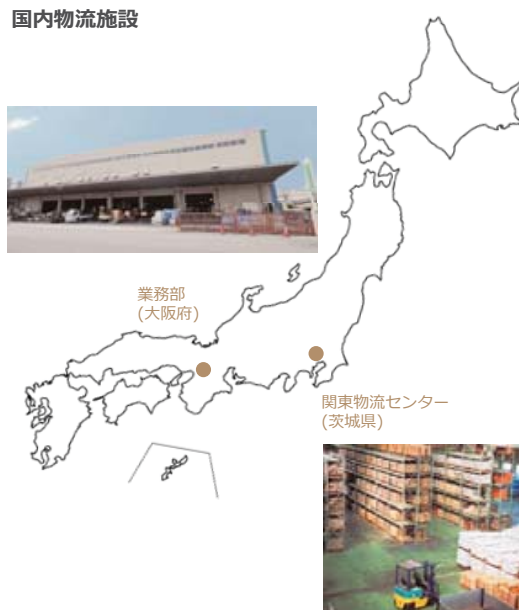 国内物流施設
業務部
(大阪府)
関東物流センター
(茨城県)